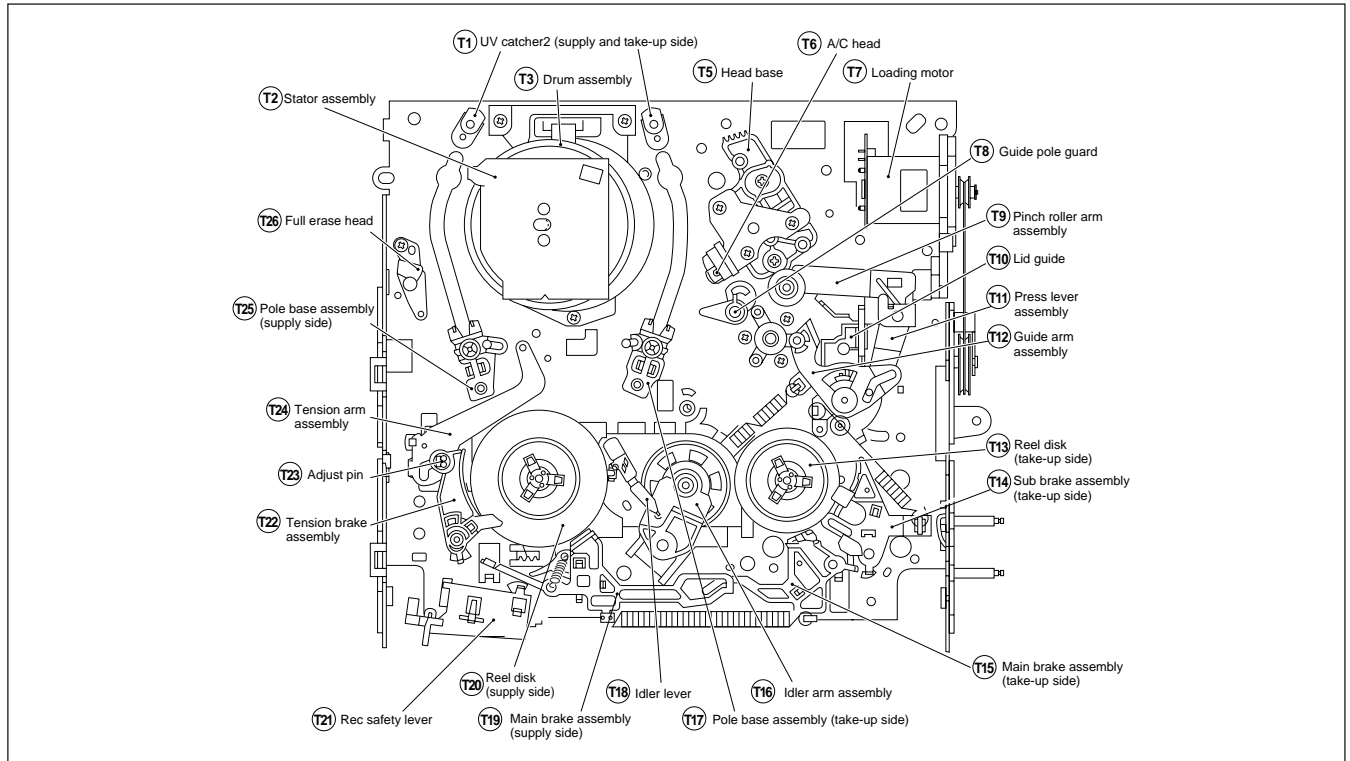 T1 UV catcher2 (supply and take-up side)
T6 A/C head
T3 Drum assembly
T5 Head base
T7 Loading motor
T2 Stator assembly
T8 Guide pole guard
T26 Full erase head
T9 Pinch roller arm
assembly
T10 Lid guide
T25 Pole base assembly
(supply side)
T11 Press lever
assembly
T12 Guide arm
assembly
T24 Tension arm
assembly
T13 Reel disk
(take-up side)
T23 Adjust pin
T14 Sub brake assembly
(take-up side)
T22 Tension brake
assembly
T15 Main brake assembly
(take-up side)
T20 Reel disk
(supply side)
T18 Idler lever
T16 Idler arm assembly
T21 Rec safety lever
T19 Main brake assembly
(supply side)
T17 Pole base assembly (take-up side)